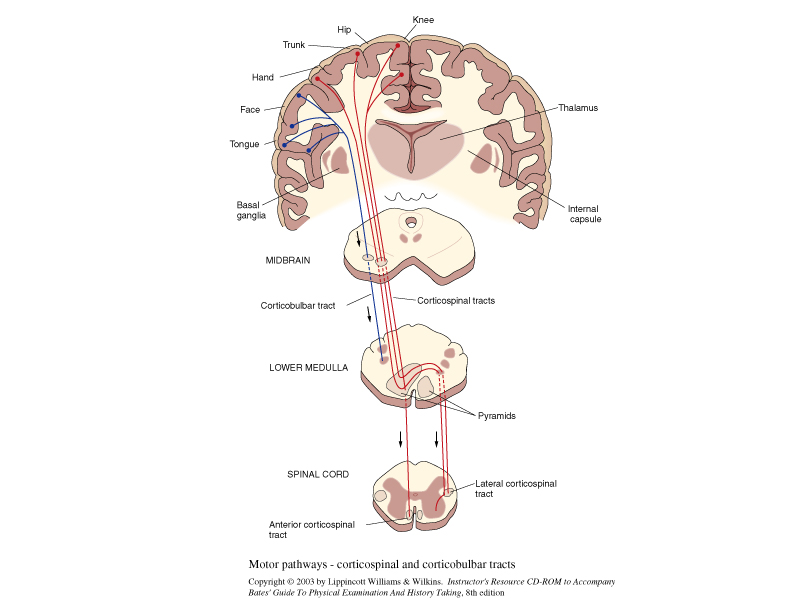 Knee
Hip
Trunk
Hand
Face
Thalamus
Tongue
Basal
ganglia
Internal
capsule
MIDBRAIN
Corticobulbar tract
Corticospinal tracts
LOWER MEDULLA
Pyramids
SPINAL CORD
Lateral corticospinal
tract
Anterior corticospinal
tract
Motor pathways - corticospinal and corticobulbar tracts
Copyright © 2003 by Lippincott Williams & Wilkins. Instructor's Resource CD-ROM to Accompany
Bates' Guide To Physical Examination And History Taking, 8th edition